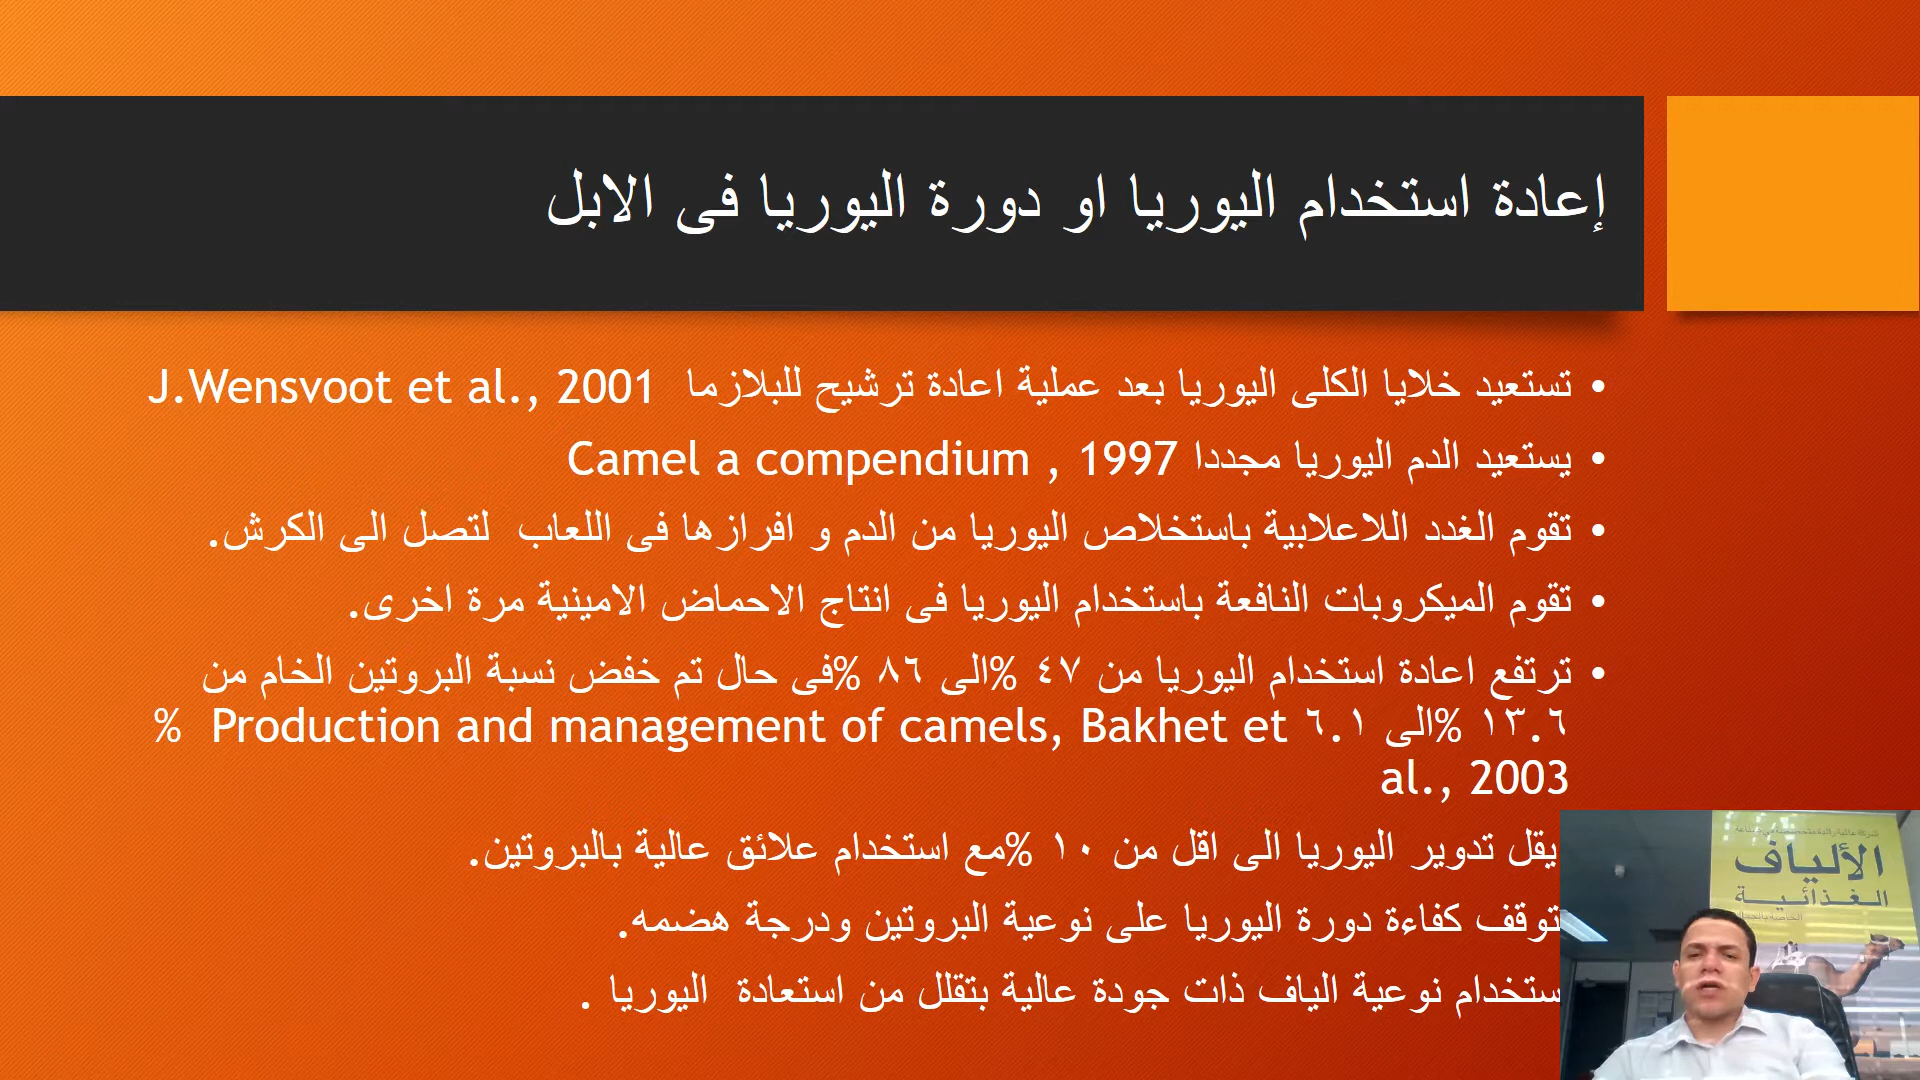 إعادة استخدام اليوريا او دورة اليوريا فى الابل
• تستعيد خلايا الكلى اليوريا بعد عملية اعادة ترشيح للبلازما J.Wensvoot et al., 2001
• يستعيد الدم اليوريا مجددا Camel a compendium , 1997
• تقوم الغدد اللاعلابية باستخلاص اليوريا من الدم و افرازها فى اللعاب لتصل الى الكرش.
• تقوم الميكروبات النافعة باستخدام اليوريا فى انتاج الاحماض الامينية مرة اخرى.
• ترتفع اعادة استخدام اليوريا من ٤٧ %الى ٨٦ %فى حال تم خفض نسبة البروتين الخام من
١٣.٦ %الى ٦.١ % Production and management of camels, Bakhet et
al., 2003
يقل تدوير اليوريا الى اقل من ١٠ %مع استخدام علائق عالية بالبروتين.
توقف كفاءة دورة اليوريا على نوعية البروتين ودرجة هضمه.
ستخدام نوعية الياف ذات جودة عالية بتقلل من استعادة اليوريا .
الألياف
الغذائية